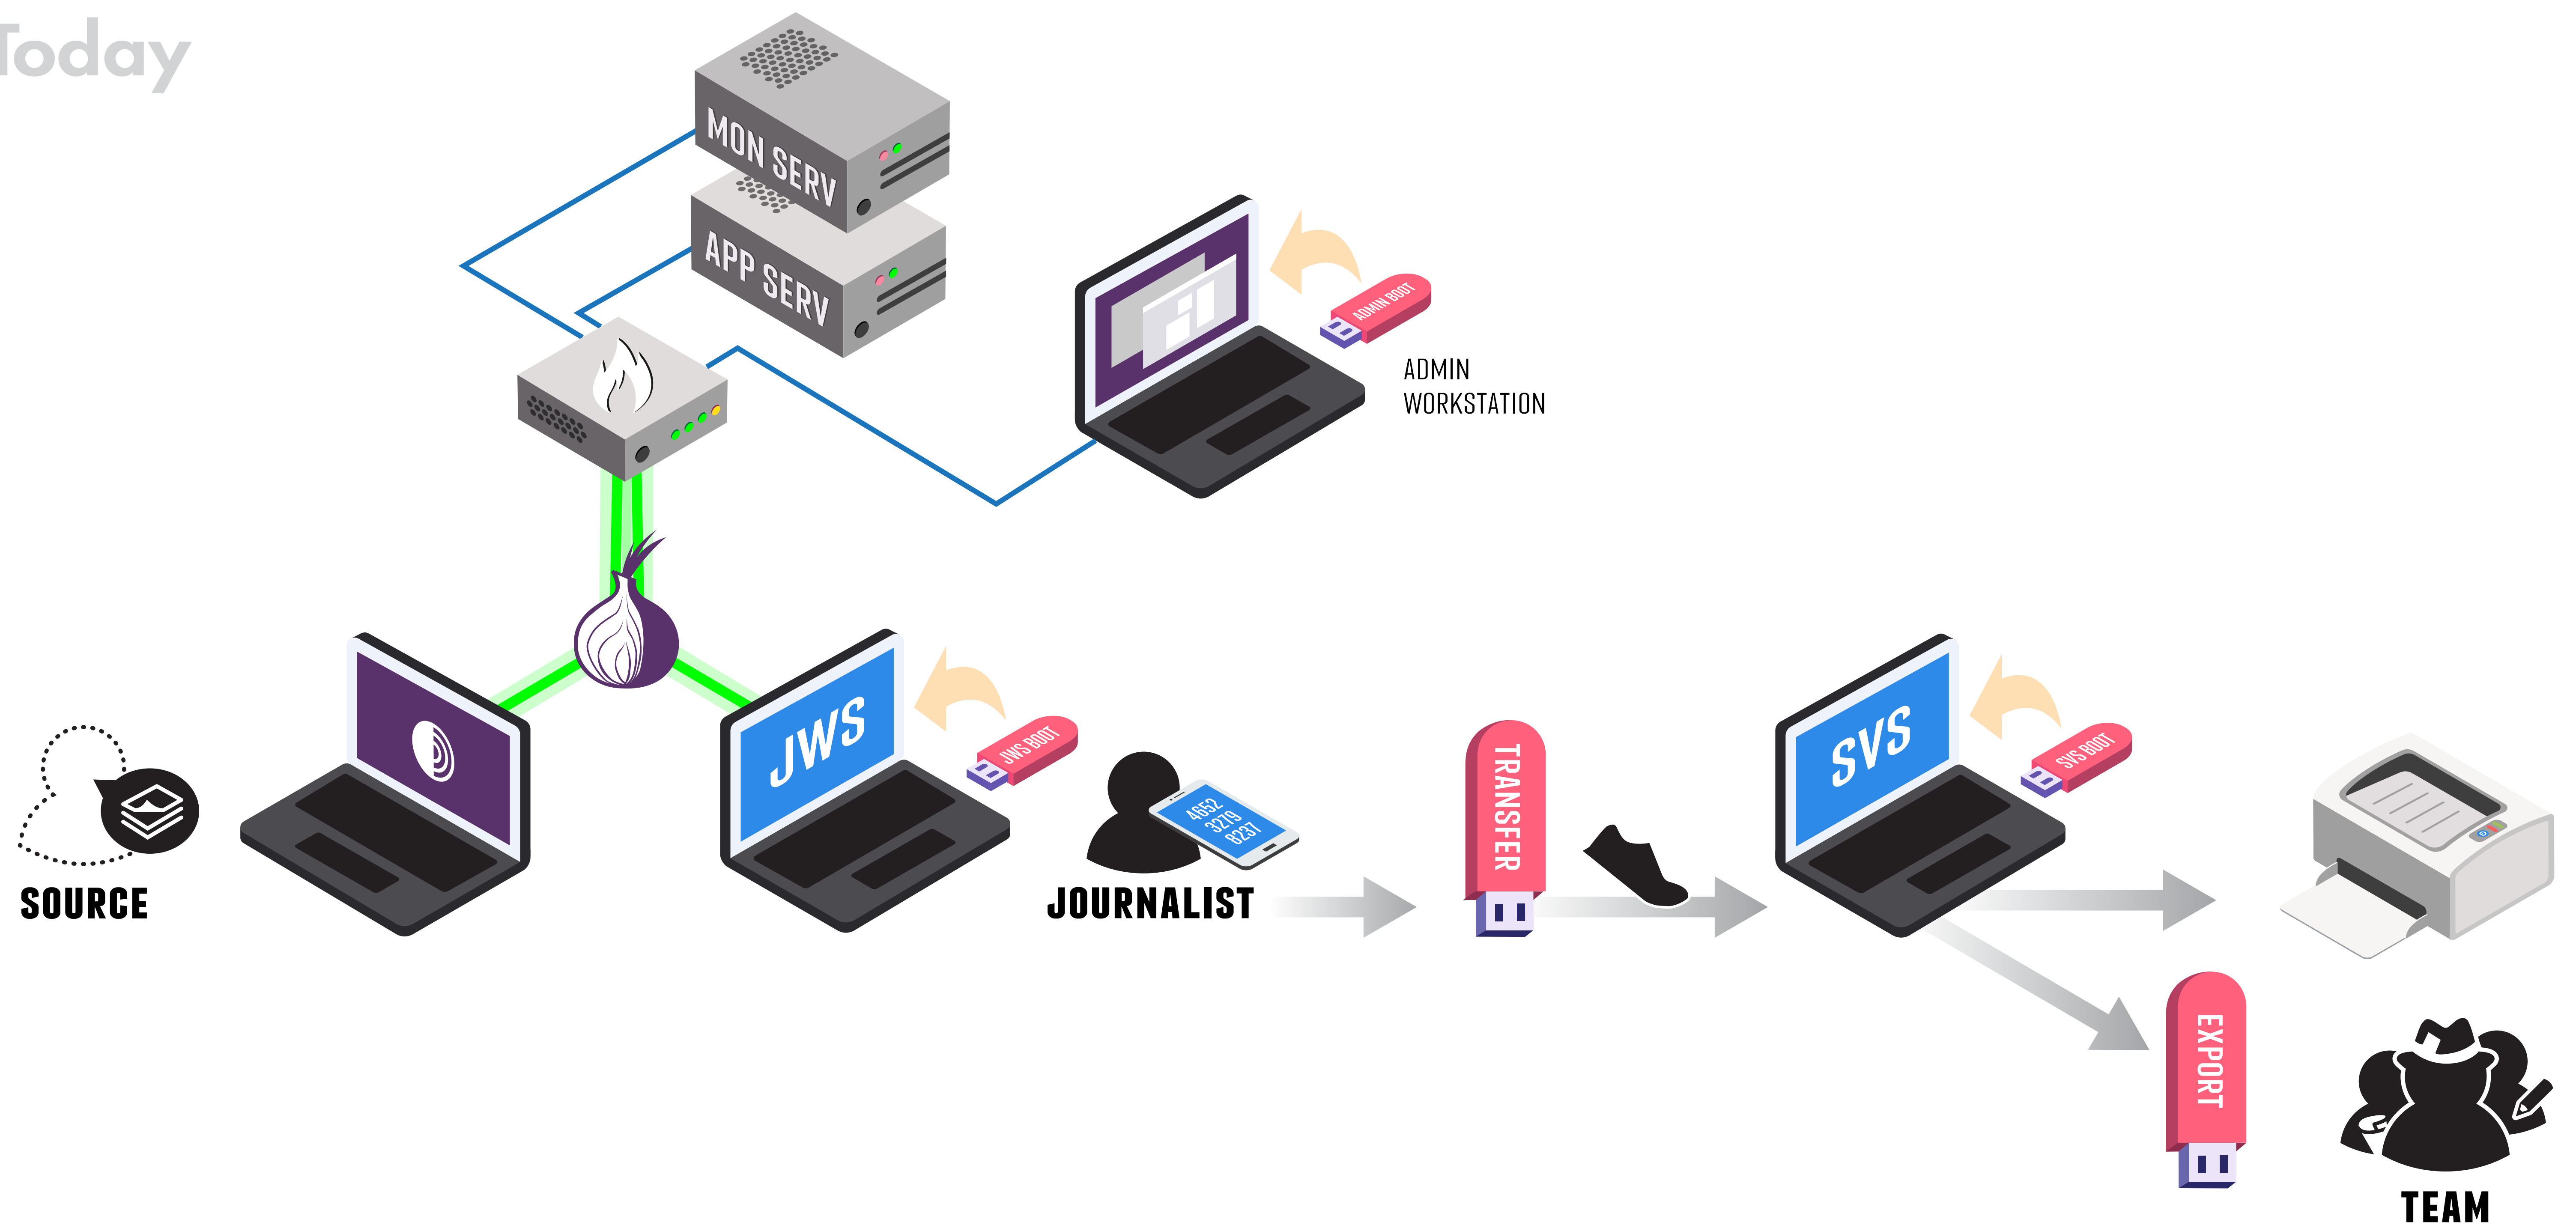 Today
MON SERV
APP SERV
ADMIN BOOT
ADMIN
WORKSTATION
JWS
JWS BOOT
4652
3279
8237
SOURCE
JOURNALIST
TRANSFER
SVS
SVS BOOT
EXPORT
TEAM